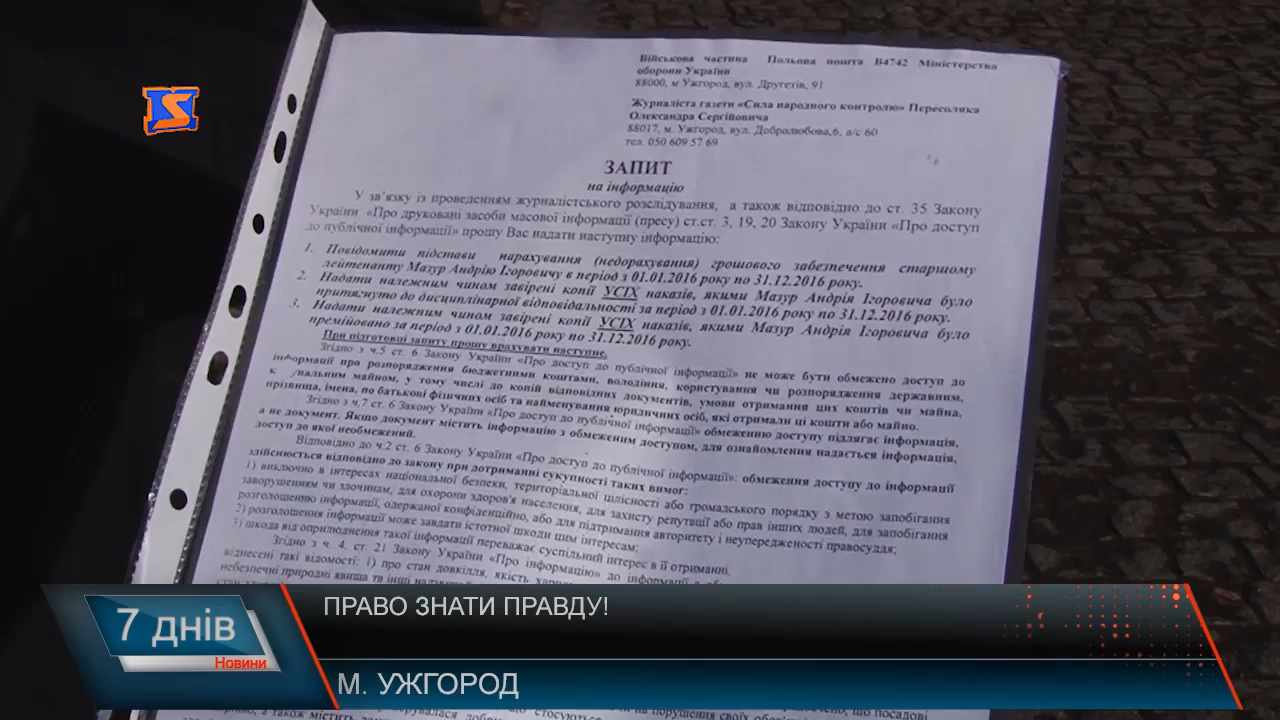 Військова частина Польова пошта В4742 Міністерства
оборони України
88000, м Ужгород, вул. Другетів, 91
Журналіста газети «Сила народного контролю» Пересоляка
Олександра Сергійовича
88017, м. Ужгород, вул. Добролюбова,6, а/с 60
тел. 050 609 57 69
ЗАПИТ
на інформацію
У зв'язку із проведенням журналістського розслідування, а також відповідно до ст. 35 Закону
України «Про друковані засоби масової інформації (пресу) ст.ст. 3, 19, 20 Закону України «Про доступ
до публічної інформації» прошу Вас надати наступну інформацію:
1. Повідомити підстави нарахування (недорахування) грошового забезпечення старшому
лейтенанту Мазур Андрію Ігоровичу в період з 01.01.2016 року по 31.12.2016 року.
2. Надати належним чином завірені копії УСІХ наказів, якими Мазур Андрія Ігоровича було
притягнуто до дисциплінарної відповідальності за період з 01.01.2016 року по 31.12.2016 року.
3. Надати належним чином завірені копії УСІХ наказів, якими Мазур Андрія Ігоровича було
премійовано за період з 01.01.2016 року по 31.12.2016 року.
При підготовці запиту прошу врахувати наступне.
Згідно з ч.5 ст. 6 Закону України «Про доступ до публічної інформації» не може бути обмежено доступ до
інформації про розпорядження бюджетними коштами, володіння, користування чи розпорядження державним,
к нальним майном, у тому числі до копій відповідних документів, умови отримання цих коштів чи майна,
прізвища, імена, по батькові фізичних осіб та найменування юридичних осіб, які отримали ці кошти або майно.
Згідно з ч.7 ст. 6 Закону України «Про доступ до публічної інформації» обмеженню доступу підлягає інформація,
а не документ. Якщо документ містить інформацію з обмеженим доступом, для ознайомлення надається інформація,
доступ до якої необмежений.
Відповідно до ч.2 ст. 6 Закону України «Про доступ до публічної інформації»: обмеження доступу до інформації
здійснюється відповідно до закону при дотриманні сукупності таких вимог:
1) виключно в інтересах національної безпеки, територіальної цілісності або громадського порядку з метою запобігання
заворушенням чи злочинам, для охорони здоров'я населення, для захисту репутації або прав інших людей, для запобігання
розголошенню інформації, одержаної конфіденційно, або для підтримання авторитету і неупередженості правосуддя;
2) розголошення інформації може завдати істотної шкоди цим інтересам;
3) шкода від оприлюднення такої інформації переважає суспільний інтерес в її отриманні.
Згідно з ч. 4, ст. 21 Закону України «Про інформацію» до інформації з
віднесені такі відомості: 1) про стан довкілля, якість
небезпечні природні явища та інші
7 днів
Новини
ПРАВО ЗНАТИ ПРАВДУ!
М. УЖГОРОД